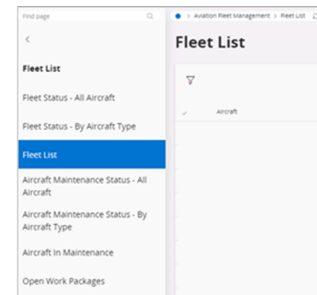 Find page
> Aviation Fleet Management > Fleet List
Fleet List
Fleet List
Fleet Status - All Aircraft
Fleet Status - By Aircraft Type
Fleet List
Aircraft Maintenance Status - All
Aircraft
Aircraft Maintenance Status - By
Aircraft Type
Aircraft In Maintenance
Open Work Packages
Aircraft